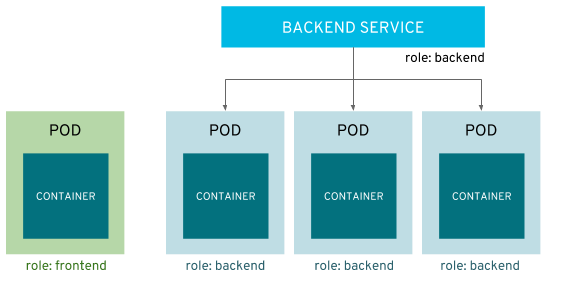 BACKEND SERVICE
role: backend
POD
POD
POD
POD
CONTAINER
CONTAINER
CONTAINER
CONTAINER
role: frontend
role: backend
role: backend
role: backend